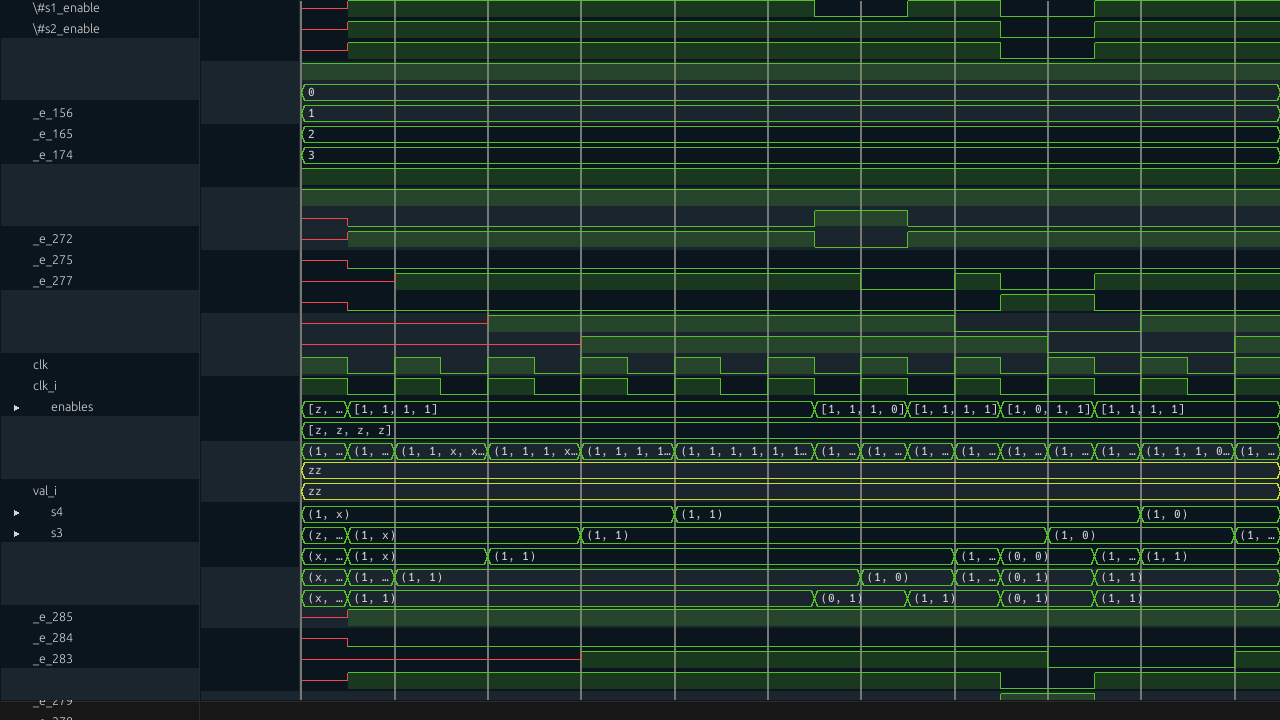 \#s1_enable
\#s2_enable
0
_e_156 1
_e_165 2
_e_174 3
_e_272
_e_275
_e_277
clk
clk_i
enables [z, … [1, 1, 1, 1] [1, 1, 1, 0] [1, 1, 1, 1] [1, 0, 1, 1] [1, 1, 1, 1]
[z, z, z, z]
(1, … (1, … (1, 1, x, x… (1, 1, 1, x… (1, 1, 1, 1… (1, 1, 1, 1, 1, 1… (1, … (1, … (1, … (1, … (1, … (1, … (1, … (1, 1, 1, 0… (1, …
zz
val_i zz
s4 (1, x) (1, 1) (1, 0)
s3 (z, … (1, x) (1, 1) (1, 0) (1, …
(x, … (1, x) (1, 1) (1, … (0, 0) (1, … (1, 1)
(x, … (1, … (1, 1) (1, 0) (1, … (0, 1) (1, 1)
(x, … (1, 1) (0, 1) (1, 1) (0, 1) (1, 1)
_e_285
_e_284
_e_283
_e_279